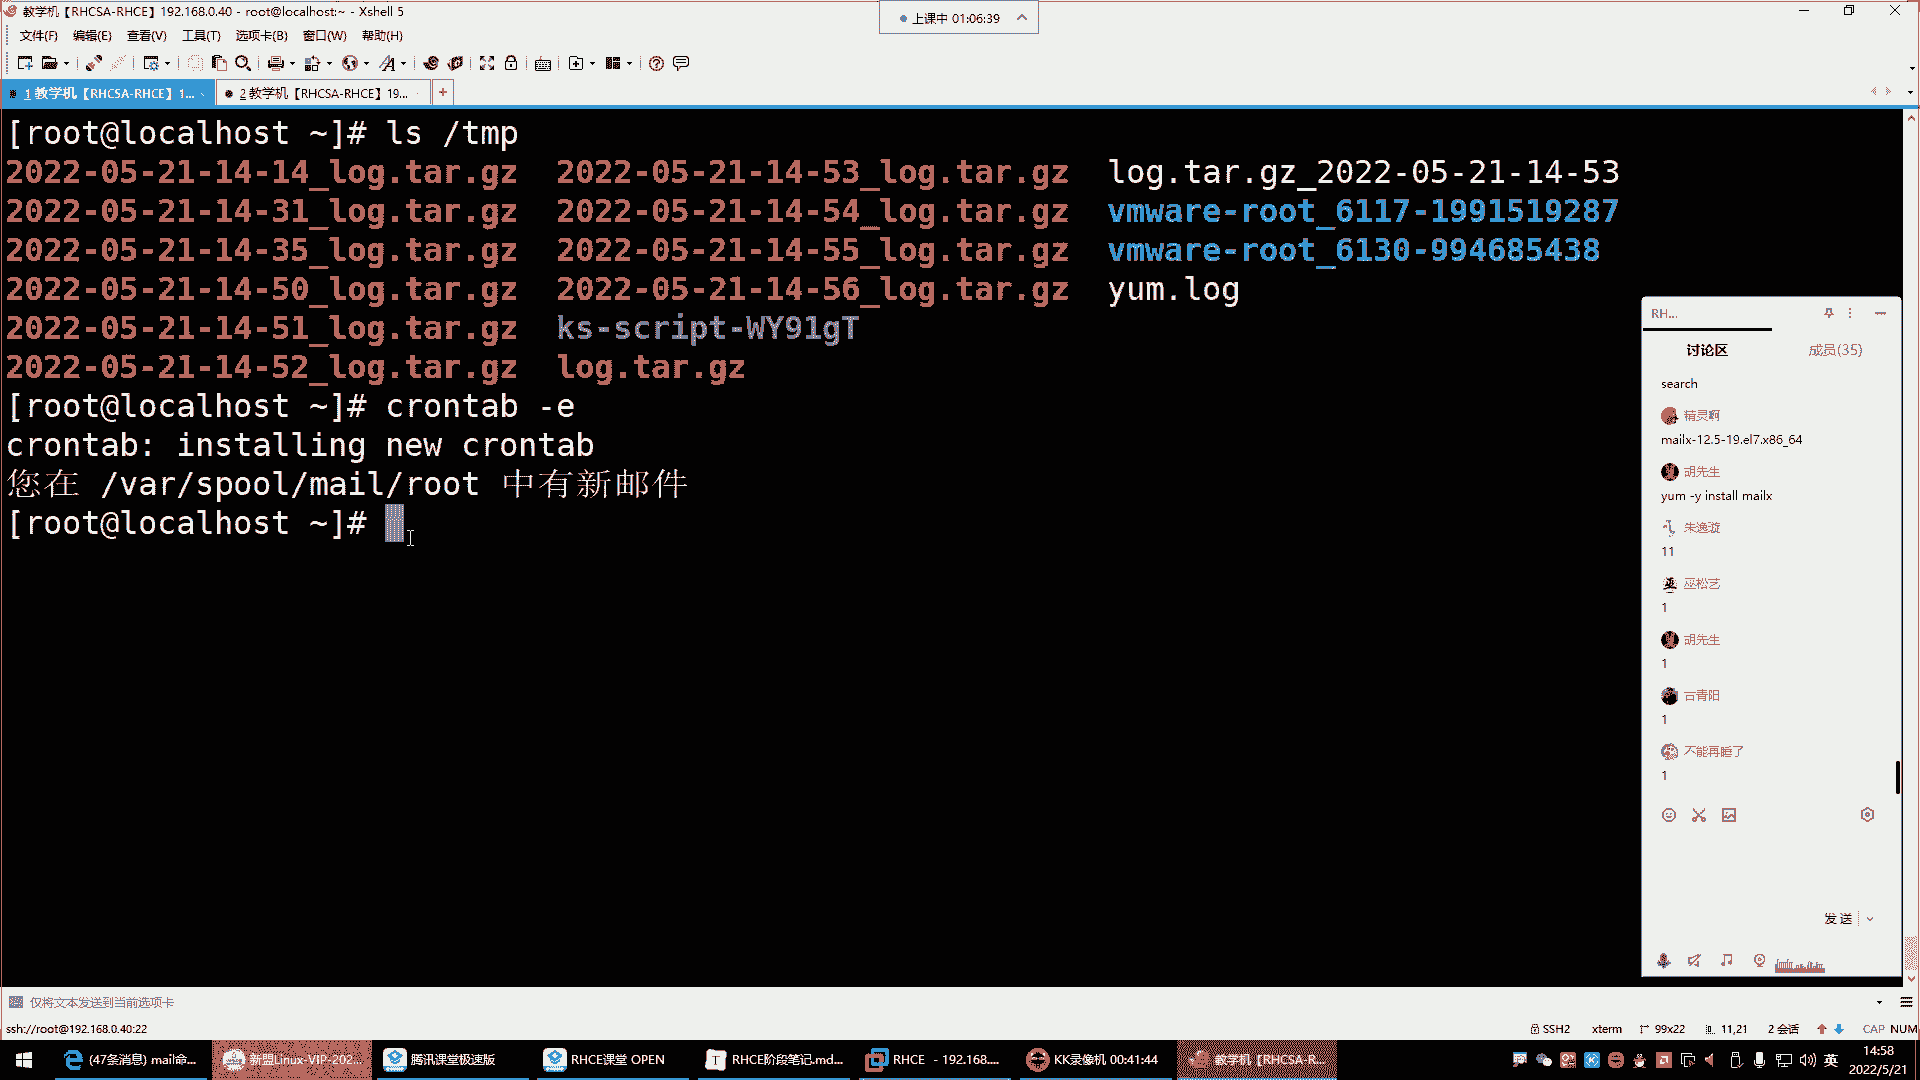 教学机【RHCSA-RHCE】192.168.0.40 - root@localhost:~ - Xshell 5
上课中 01:06:39
文件(F) 编辑(E) 查看(V) 工具(T) 选项卡(B) 窗口(W) 帮助(H)
1 教学机【RHCSA-RHCE】1...
2 教学机【RHCSA-RHCE】19...
[root@localhost ~]# ls /tmp
2022-05-21-14-14_log.tar.gz 2022-05-21-14-53_log.tar.gz log.tar.gz_2022-05-21-14-53
2022-05-21-14-31_log.tar.gz 2022-05-21-14-54_log.tar.gz vmware-root_6117-1991519287
2022-05-21-14-35_log.tar.gz 2022-05-21-14-55_log.tar.gz vmware-root_6130-994685438
2022-05-21-14-50_log.tar.gz 2022-05-21-14-56_log.tar.gz yum.log
2022-05-21-14-51_log.tar.gz ks-script-WY91gT
2022-05-21-14-52_log.tar.gz log.tar.gz
[root@localhost ~]# crontab -e
crontab: installing new crontab
您在 /var/spool/mail/root 中有新邮件
[root@localhost ~]#
RH...
讨论区 成员(35)
search
精灵啊
mailx-12.5-19.el7.x86_64
胡先生
yum -y install mailx
朱逸漩
11
巫松艺
1
胡先生
1
古青阳
1
不能再睡了
1
发送
仅将文本发送到当前选项卡
ssh://root@192.168.0.40:22
SSH2 xterm 99x22 11,21 2 会话 CAP NUM
(47条消息) mail命...
新盟Linux-VIP-202...
腾讯课堂极速版
RHCE课堂 OPEN
RHCE阶段笔记.md...
RHCE - 192.168....
KK录像机 00:41:44
教学机【RHCSA-R...
英
14:58
2022/5/21